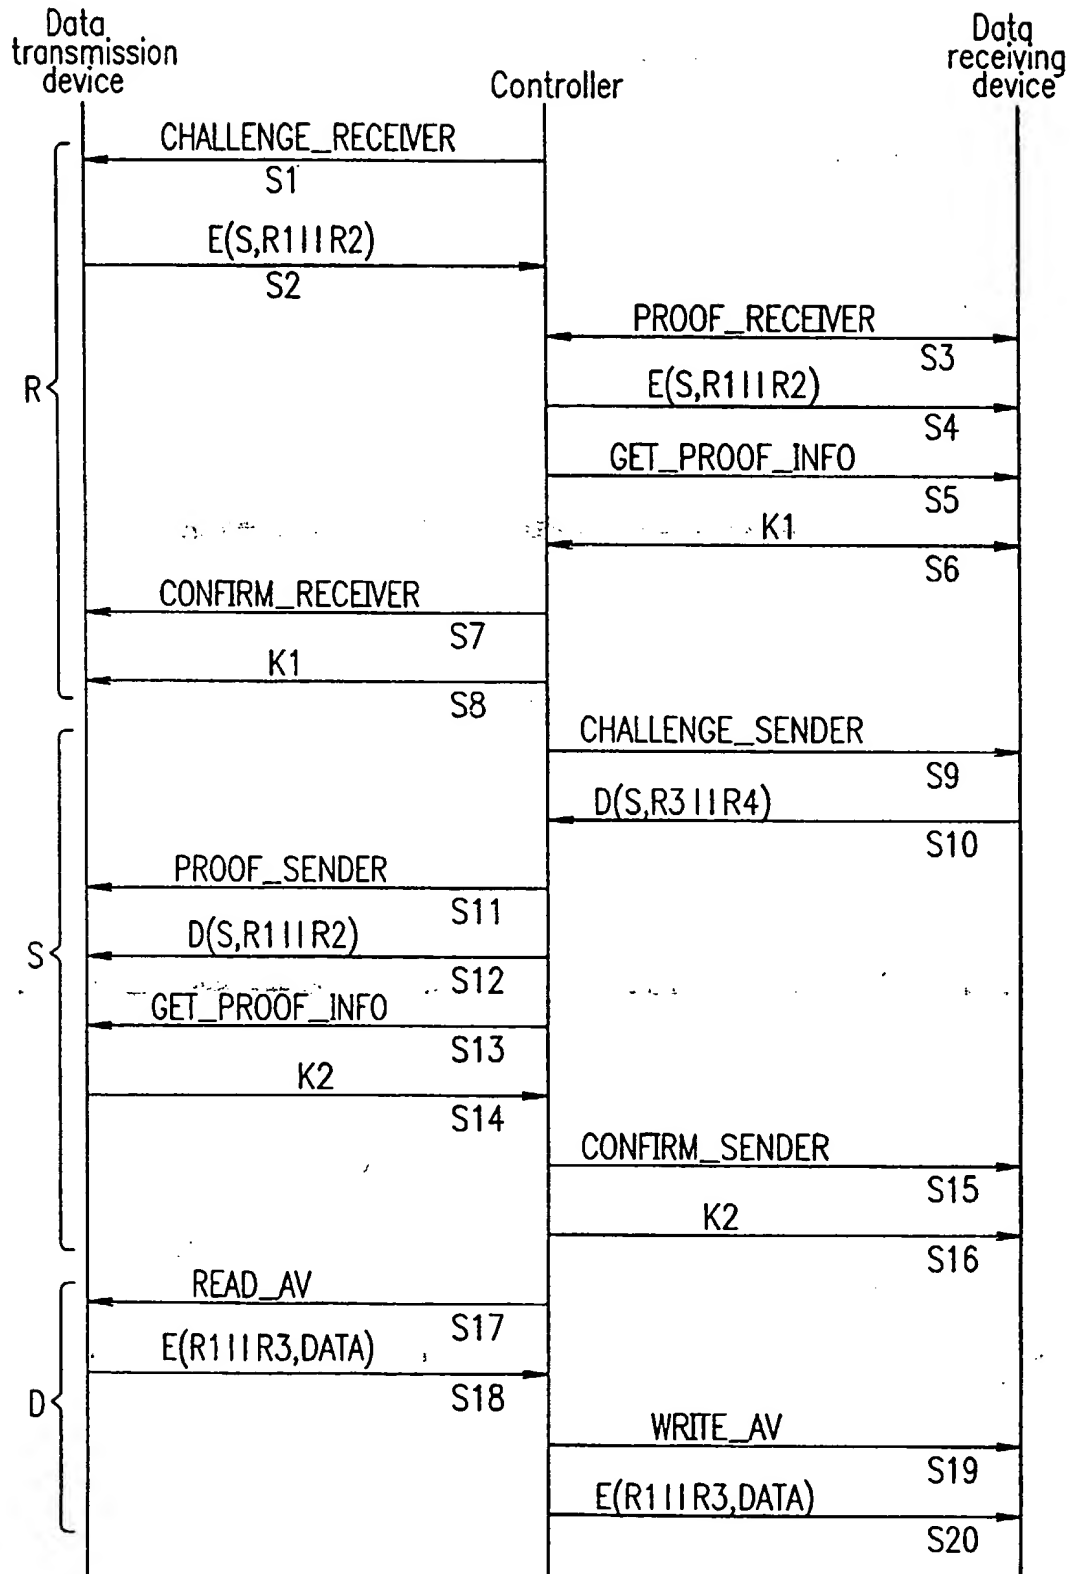 Data
transmission
device
Controller
Data
receiving
device
CHALLENGE_RECEIVER
S1
E(S,R1||R2)
S2
PROOF_RECEIVER
S3
E(S,R1||R2)
S4
GET_PROOF_INFO
S5
K1
S6
CONFIRM_RECEIVER
S7
K1
S8
R
CHALLENGE_SENDER
S9
D(S,R3||R4)
S10
PROOF_SENDER
S11
D(S,R1||R2)
S12
GET_PROOF_INFO
S13
K2
S14
CONFIRM_SENDER
S15
K2
S16
S
READ_AV
S17
E(R1||R3,DATA)
S18
WRITE_AV
S19
E(R1||R3,DATA)
S20
D